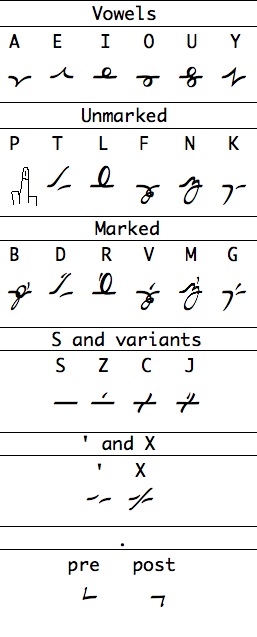 Vowels
A E I O U Y
Unmarked
P T L F N K
Marked
B D R V M G
S and variants
S Z C J
' and X
' X
.
pre post